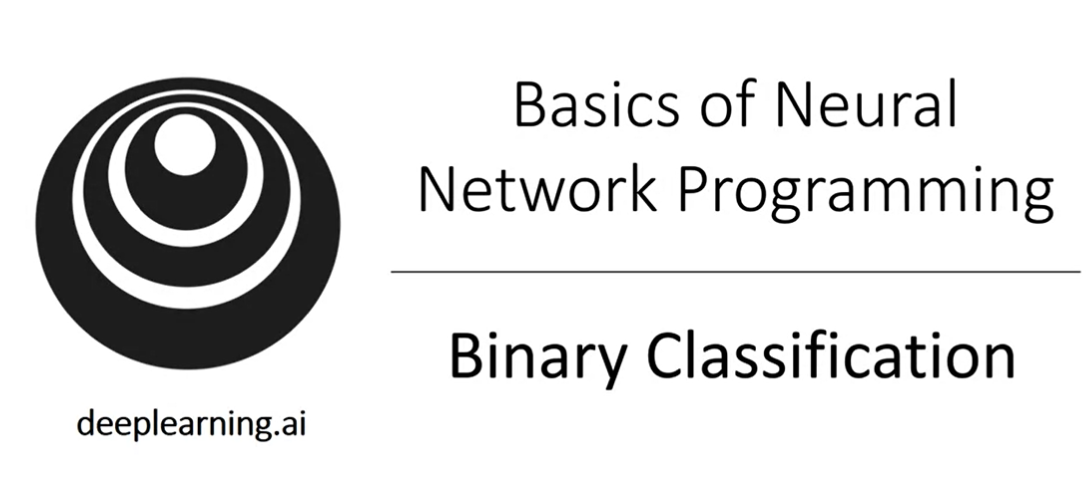 Basics of Neural
Network Programming
Binary Classification
deeplearning.ai